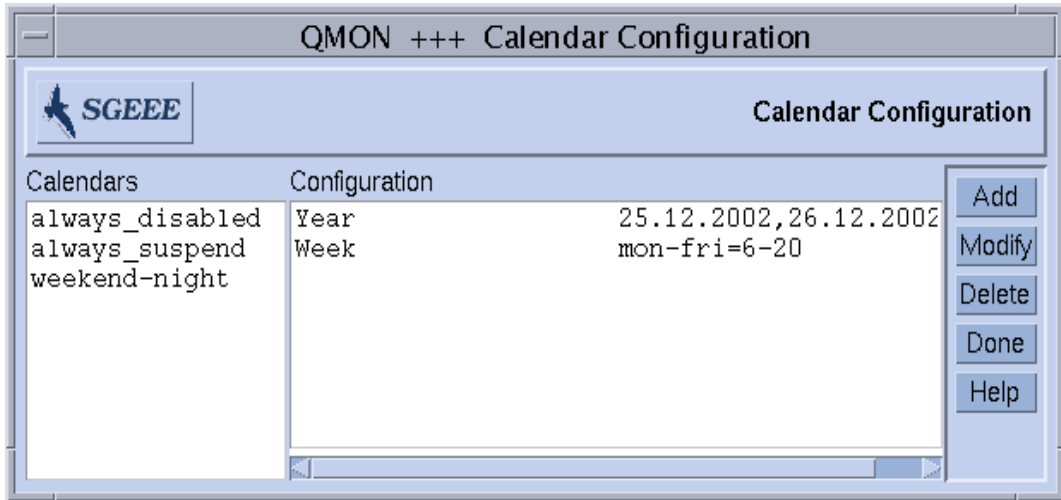 QMON +++ Calendar Configuration
SGEEE
Calendar Configuration
Calendars
always_disabled
always_suspend
weekend-night
Configuration
Year 25.12.2002,26.12.2002
Week mon-fri=6-20
Add
Modify
Delete
Done
Help